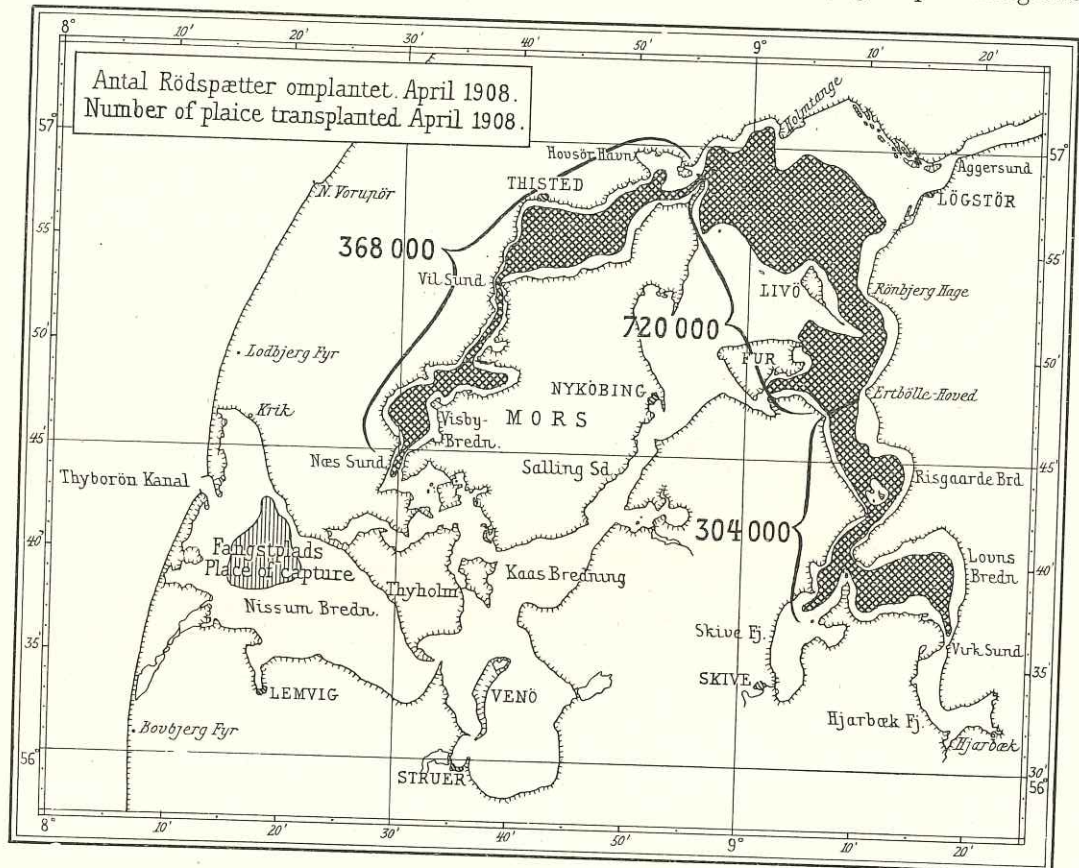 8°
10'
20'
30'
40'
50'
9°
10'
20'
Antal Rödspætter omplantet. April 1908.
Number of plaice transplanted April 1908.
57°
55'
50'
45'
40'
35'
56°
57°
55'
50'
45'
40'
35'
30'
56°
Holmtange
Hovsör Havn
THISTED
Aggersund
LÖGSTÖR
N. Vorupör
368 000
Vil Sund
LIVÖ
Rönbjerg Hage
720 000
Lodbjerg Fyr
FUR
NYKÖBING
Ertbölle-Hoved
Krik
Visby-
Bredn.
MORS
Næs Sund
Salling Sd.
Risgaarde Brd.
Thyborön Kanal
304 000
Fangstplads
Place of capture
Lovns
Bredn
Thyholm
Kaas Bredning
Nissum Bredn.
Skive Fj.
Virk Sund
SKIVE
LEMVIG
VENÖ
Hjarbæk Fj.
Hjarbæk
Bovbjerg Fyr
STRUER
8°
10'
20'
30'
40'
50'
9°
10'
20'